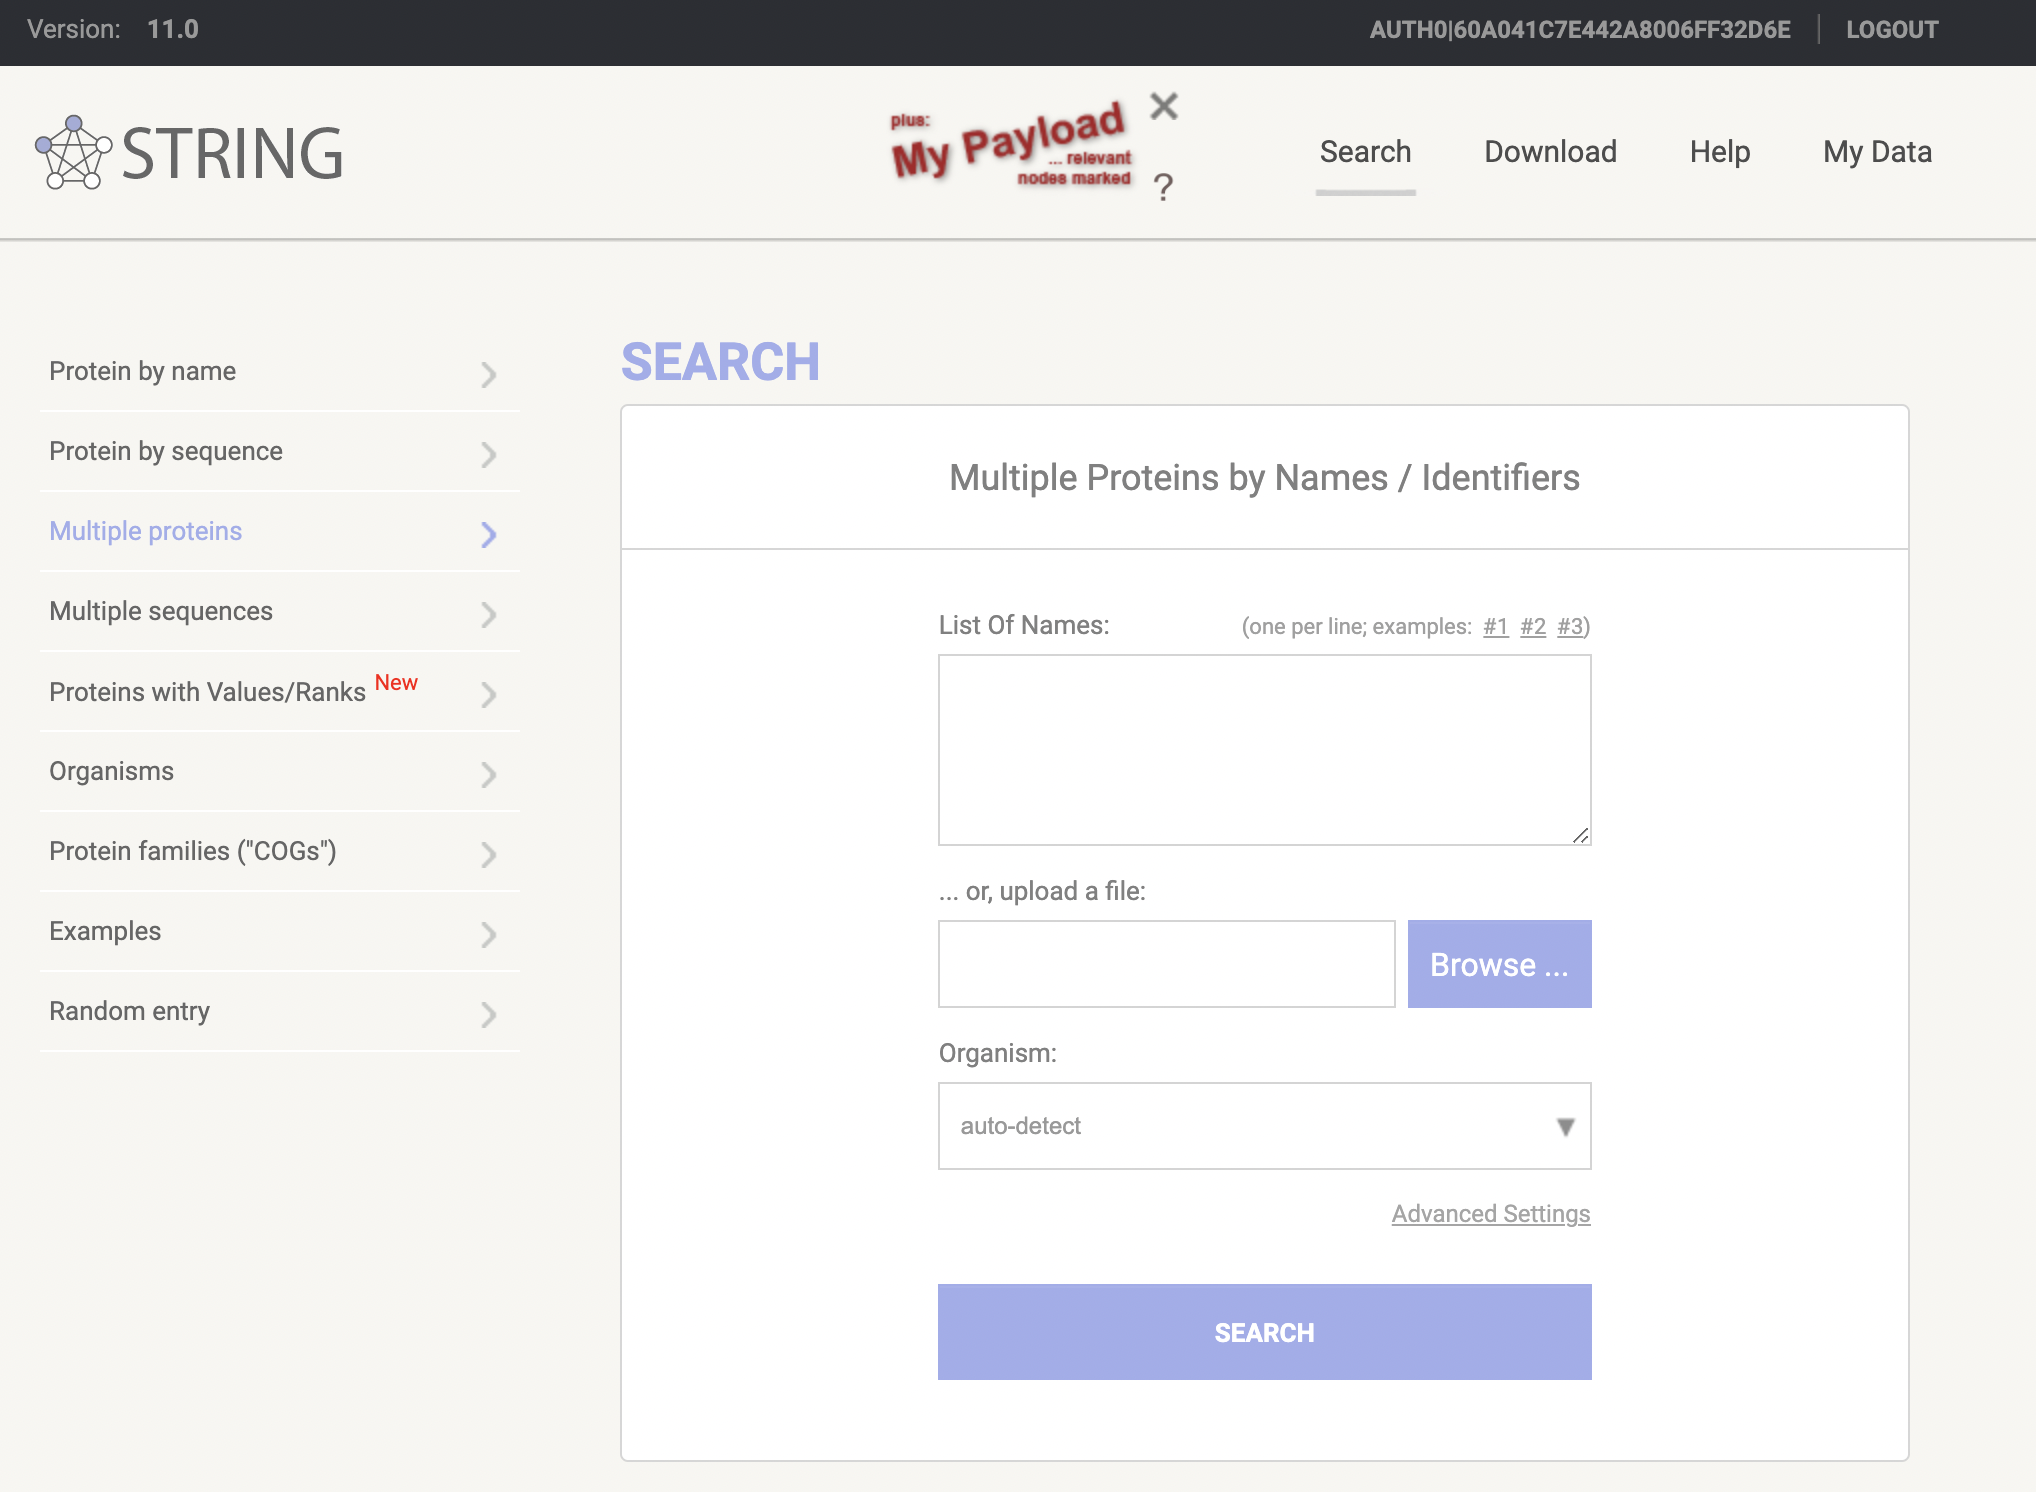 Version: 11.0
AUTH0|60A041C7E442A8006FF32D6E
LOGOUT
STRING
plus:
My Payload
... relevant
nodes marked
?
Search
Download
Help
My Data
Protein by name
Protein by sequence
Multiple proteins
Multiple sequences
Proteins with Values/Ranks New
Organisms
Protein families ("COGs")
Examples
Random entry
SEARCH
Multiple Proteins by Names / Identifiers
List Of Names: (one per line; examples: #1 #2 #3)
... or, upload a file:
Browse ...
Organism:
auto-detect
Advanced Settings
SEARCH